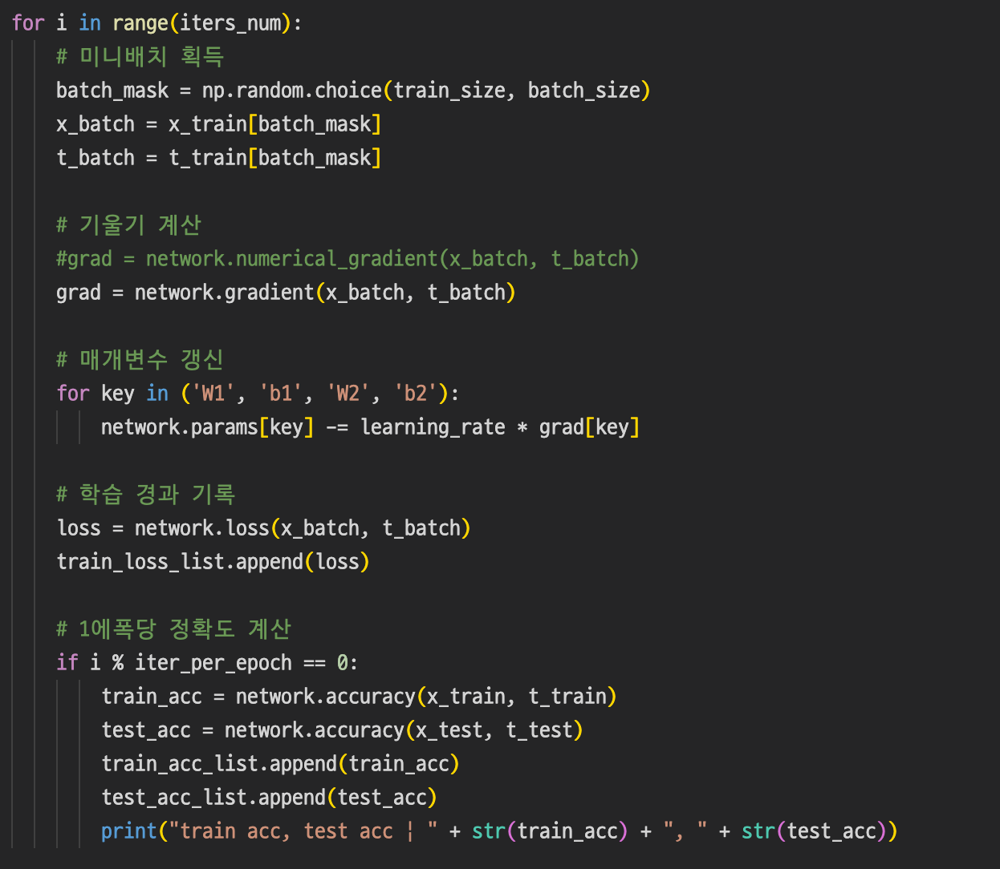 for i in range(iters_num):
# 미니배치 획득
batch_mask = np.random.choice(train_size, batch_size)
x_batch = x_train[batch_mask]
t_batch = t_train[batch_mask]
# 기울기 계산
#grad = network.numerical_gradient(x_batch, t_batch)
grad = network.gradient(x_batch, t_batch)
# 매개변수 갱신
for key in ('W1', 'b1', 'W2', 'b2'):
network.params[key] -= learning_rate * grad[key]
# 학습 경과 기록
loss = network.loss(x_batch, t_batch)
train_loss_list.append(loss)
# 1에폭당 정확도 계산
if i % iter_per_epoch == 0:
train_acc = network.accuracy(x_train, t_train)
test_acc = network.accuracy(x_test, t_test)
train_acc_list.append(train_acc)
test_acc_list.append(test_acc)
print("train acc, test acc | " + str(train_acc) + ", " + str(test_acc))